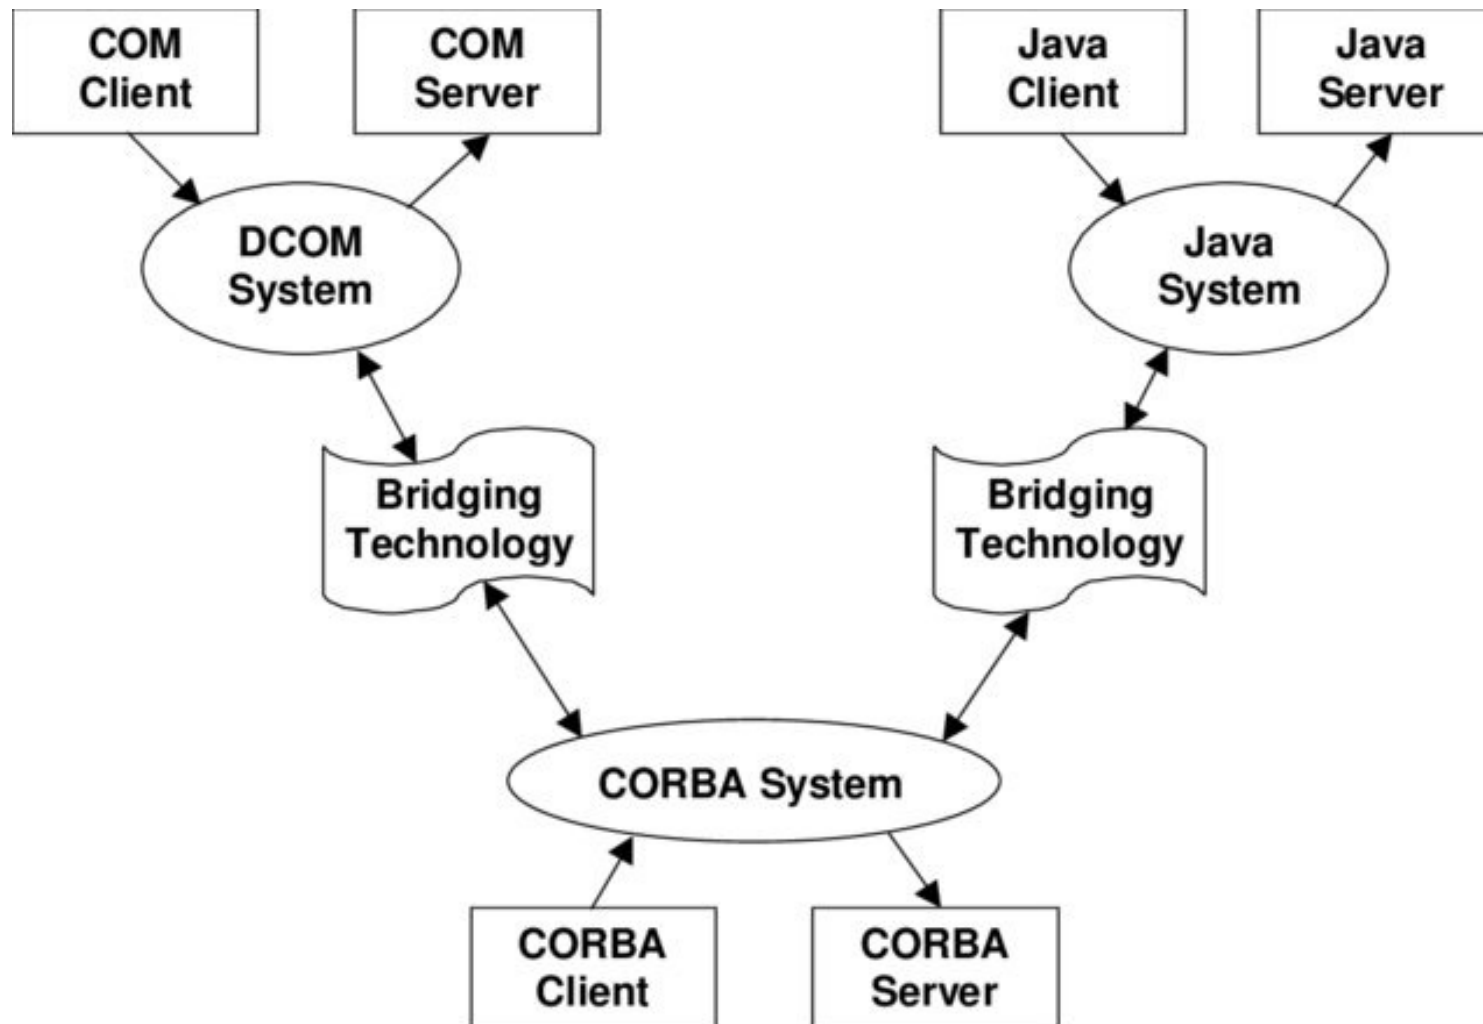 COM
Client
COM
Server
Java
Client
Java
Server
DCOM
System
Java
System
Bridging
Technology
Bridging
Technology
CORBA System
CORBA
Client
CORBA
Server